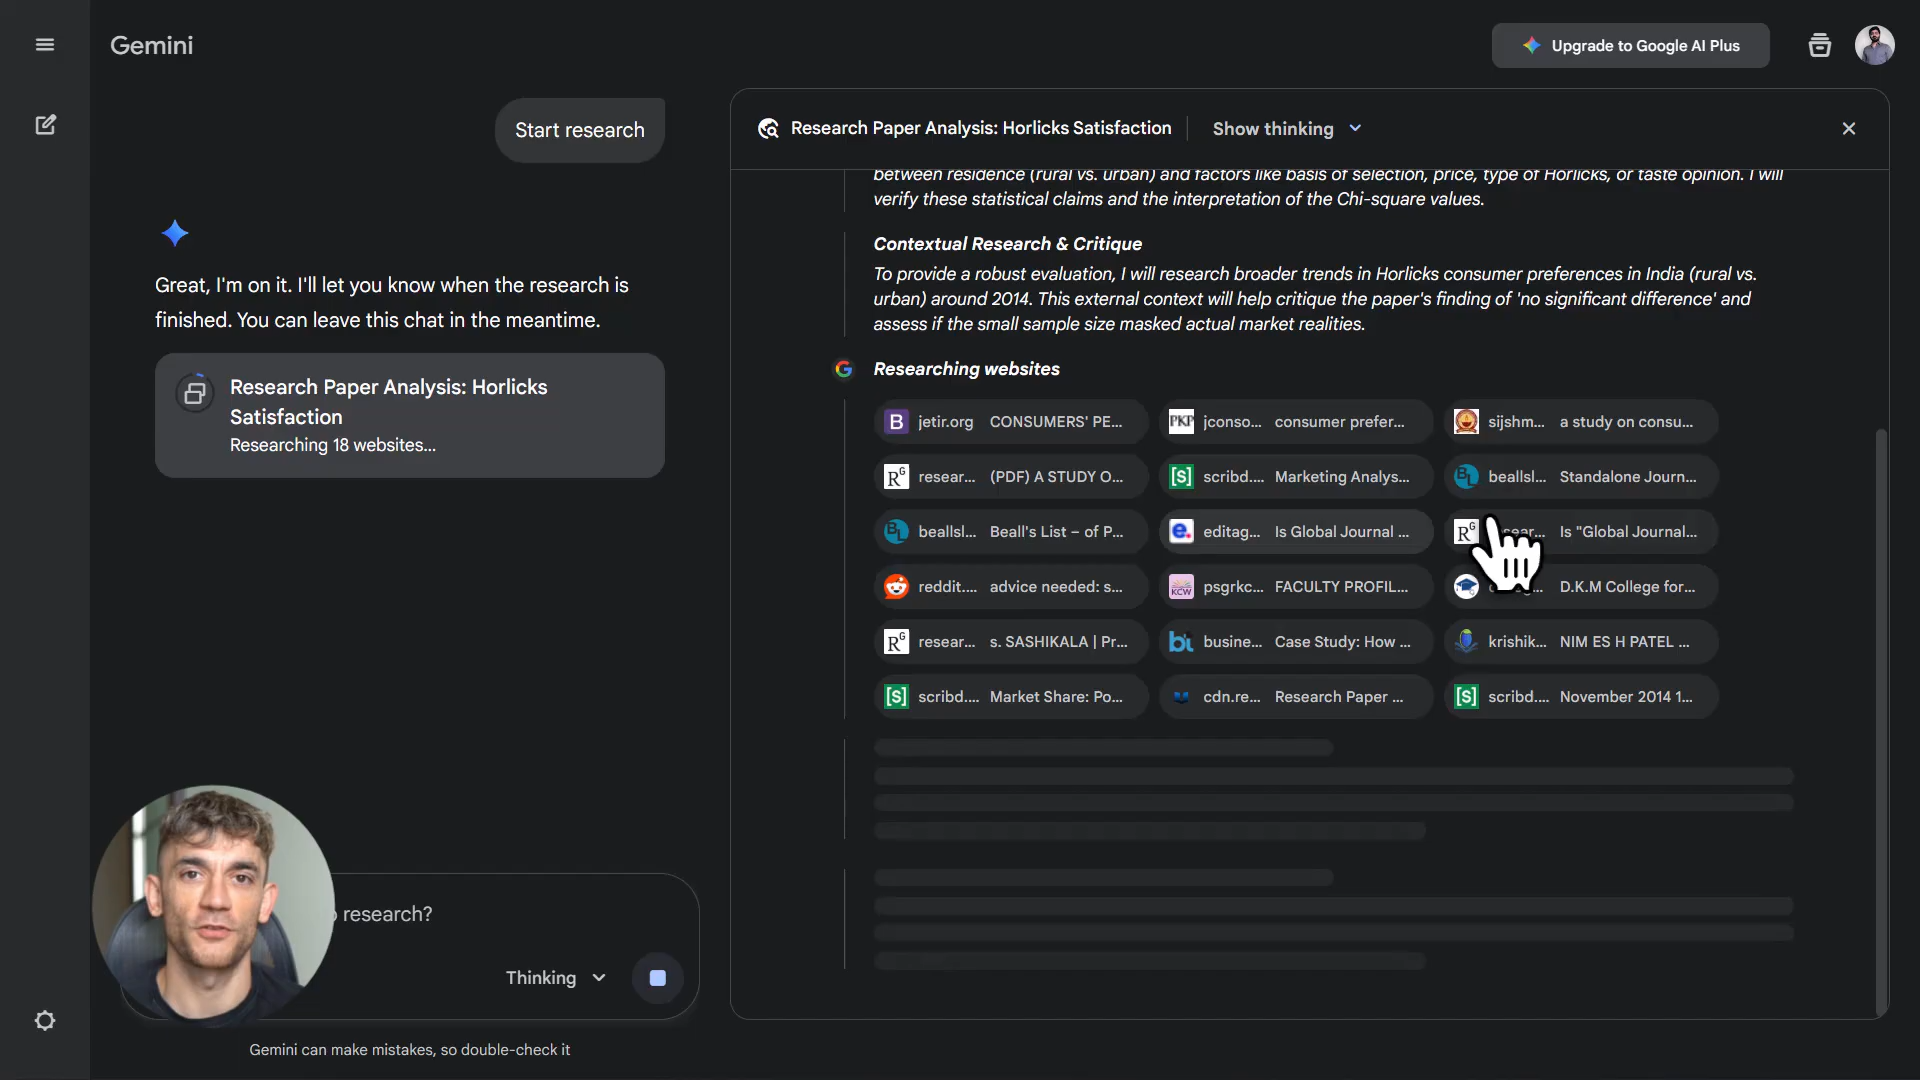 Gemini
Upgrade to Google AI Plus
Start research
Great, I'm on it. I'll let you know when the research is
finished. You can leave this chat in the meantime.
Research Paper Analysis: Horlicks
Satisfaction
Researching 18 websites...
research?
Thinking
Gemini can make mistakes, so double-check it
Research Paper Analysis: Horlicks Satisfaction
Show thinking
between residence (rural vs. urban) and factors like basis of selection, price, type of Horlicks, or taste opinion. I will
verify these statistical claims and the interpretation of the Chi-square values.
Contextual Research & Critique
To provide a robust evaluation, I will research broader trends in Horlicks consumer preferences in India (rural vs.
urban) around 2014. This external context will help critique the paper's finding of 'no significant difference' and
assess if the small sample size masked actual market realities.
Researching websites
B jetir.org CONSUMERS' PE...
PKP jconso... consumer prefer...
sijshm... a study on consu...
RG resear... (PDF) A STUDY O...
[S] scribd.... Marketing Analys...
BL beallsl... Standalone Journ...
BL beallsl... Beall's List – of P...
e. editag... Is Global Journal ...
RG Is "Global Journal...
reddit.... advice needed: s...
KCW psgrkc... FACULTY PROFIL...
D.K.M College for...
RG resear... s. SASHIKALA | Pr...
bi busine... Case Study: How ...
krishik... NIM ES H PATEL ...
[S] scribd.... Market Share: Po...
cdn.re... Research Paper ...
[S] scribd.... November 2014 1...